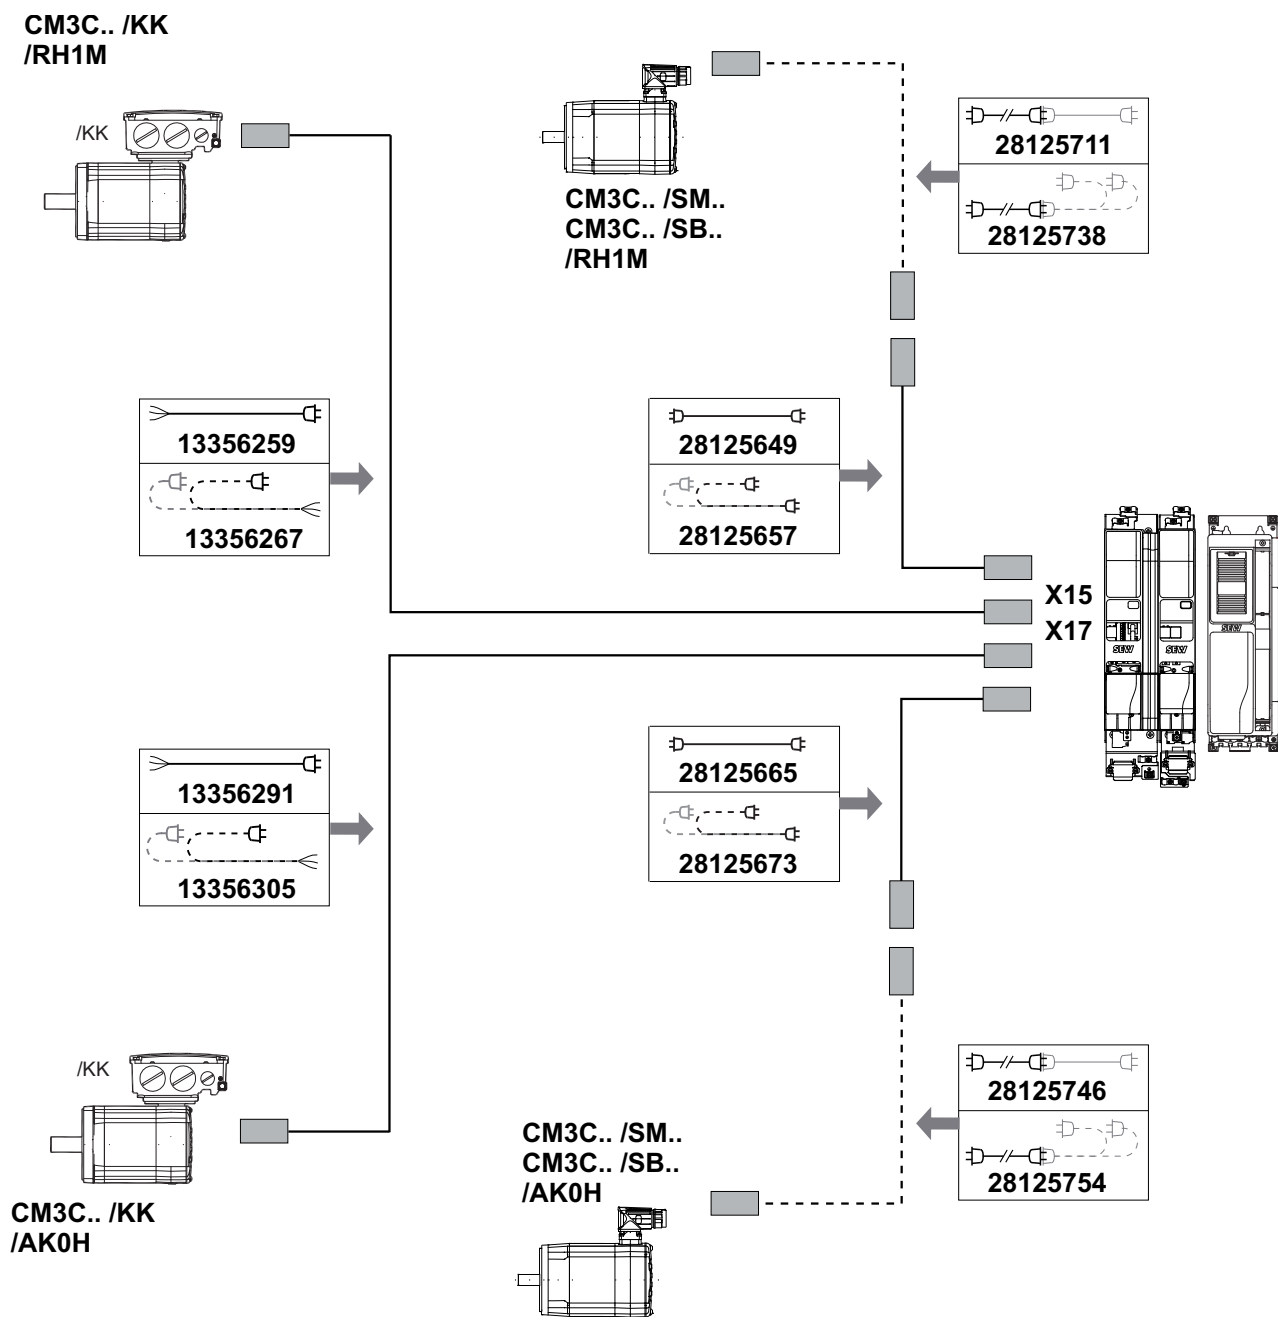 CM3C.. /KK
/RH1M
/KK
CM3C.. /SM..
CM3C.. /SB..
/RH1M
28125711
28125738
13356259
13356267
28125649
28125657
X15
X17
SEW
SEW
SEW
13356291
13356305
28125665
28125673
/KK
CM3C.. /KK
/AK0H
CM3C.. /SM..
CM3C.. /SB..
/AK0H
28125746
28125754